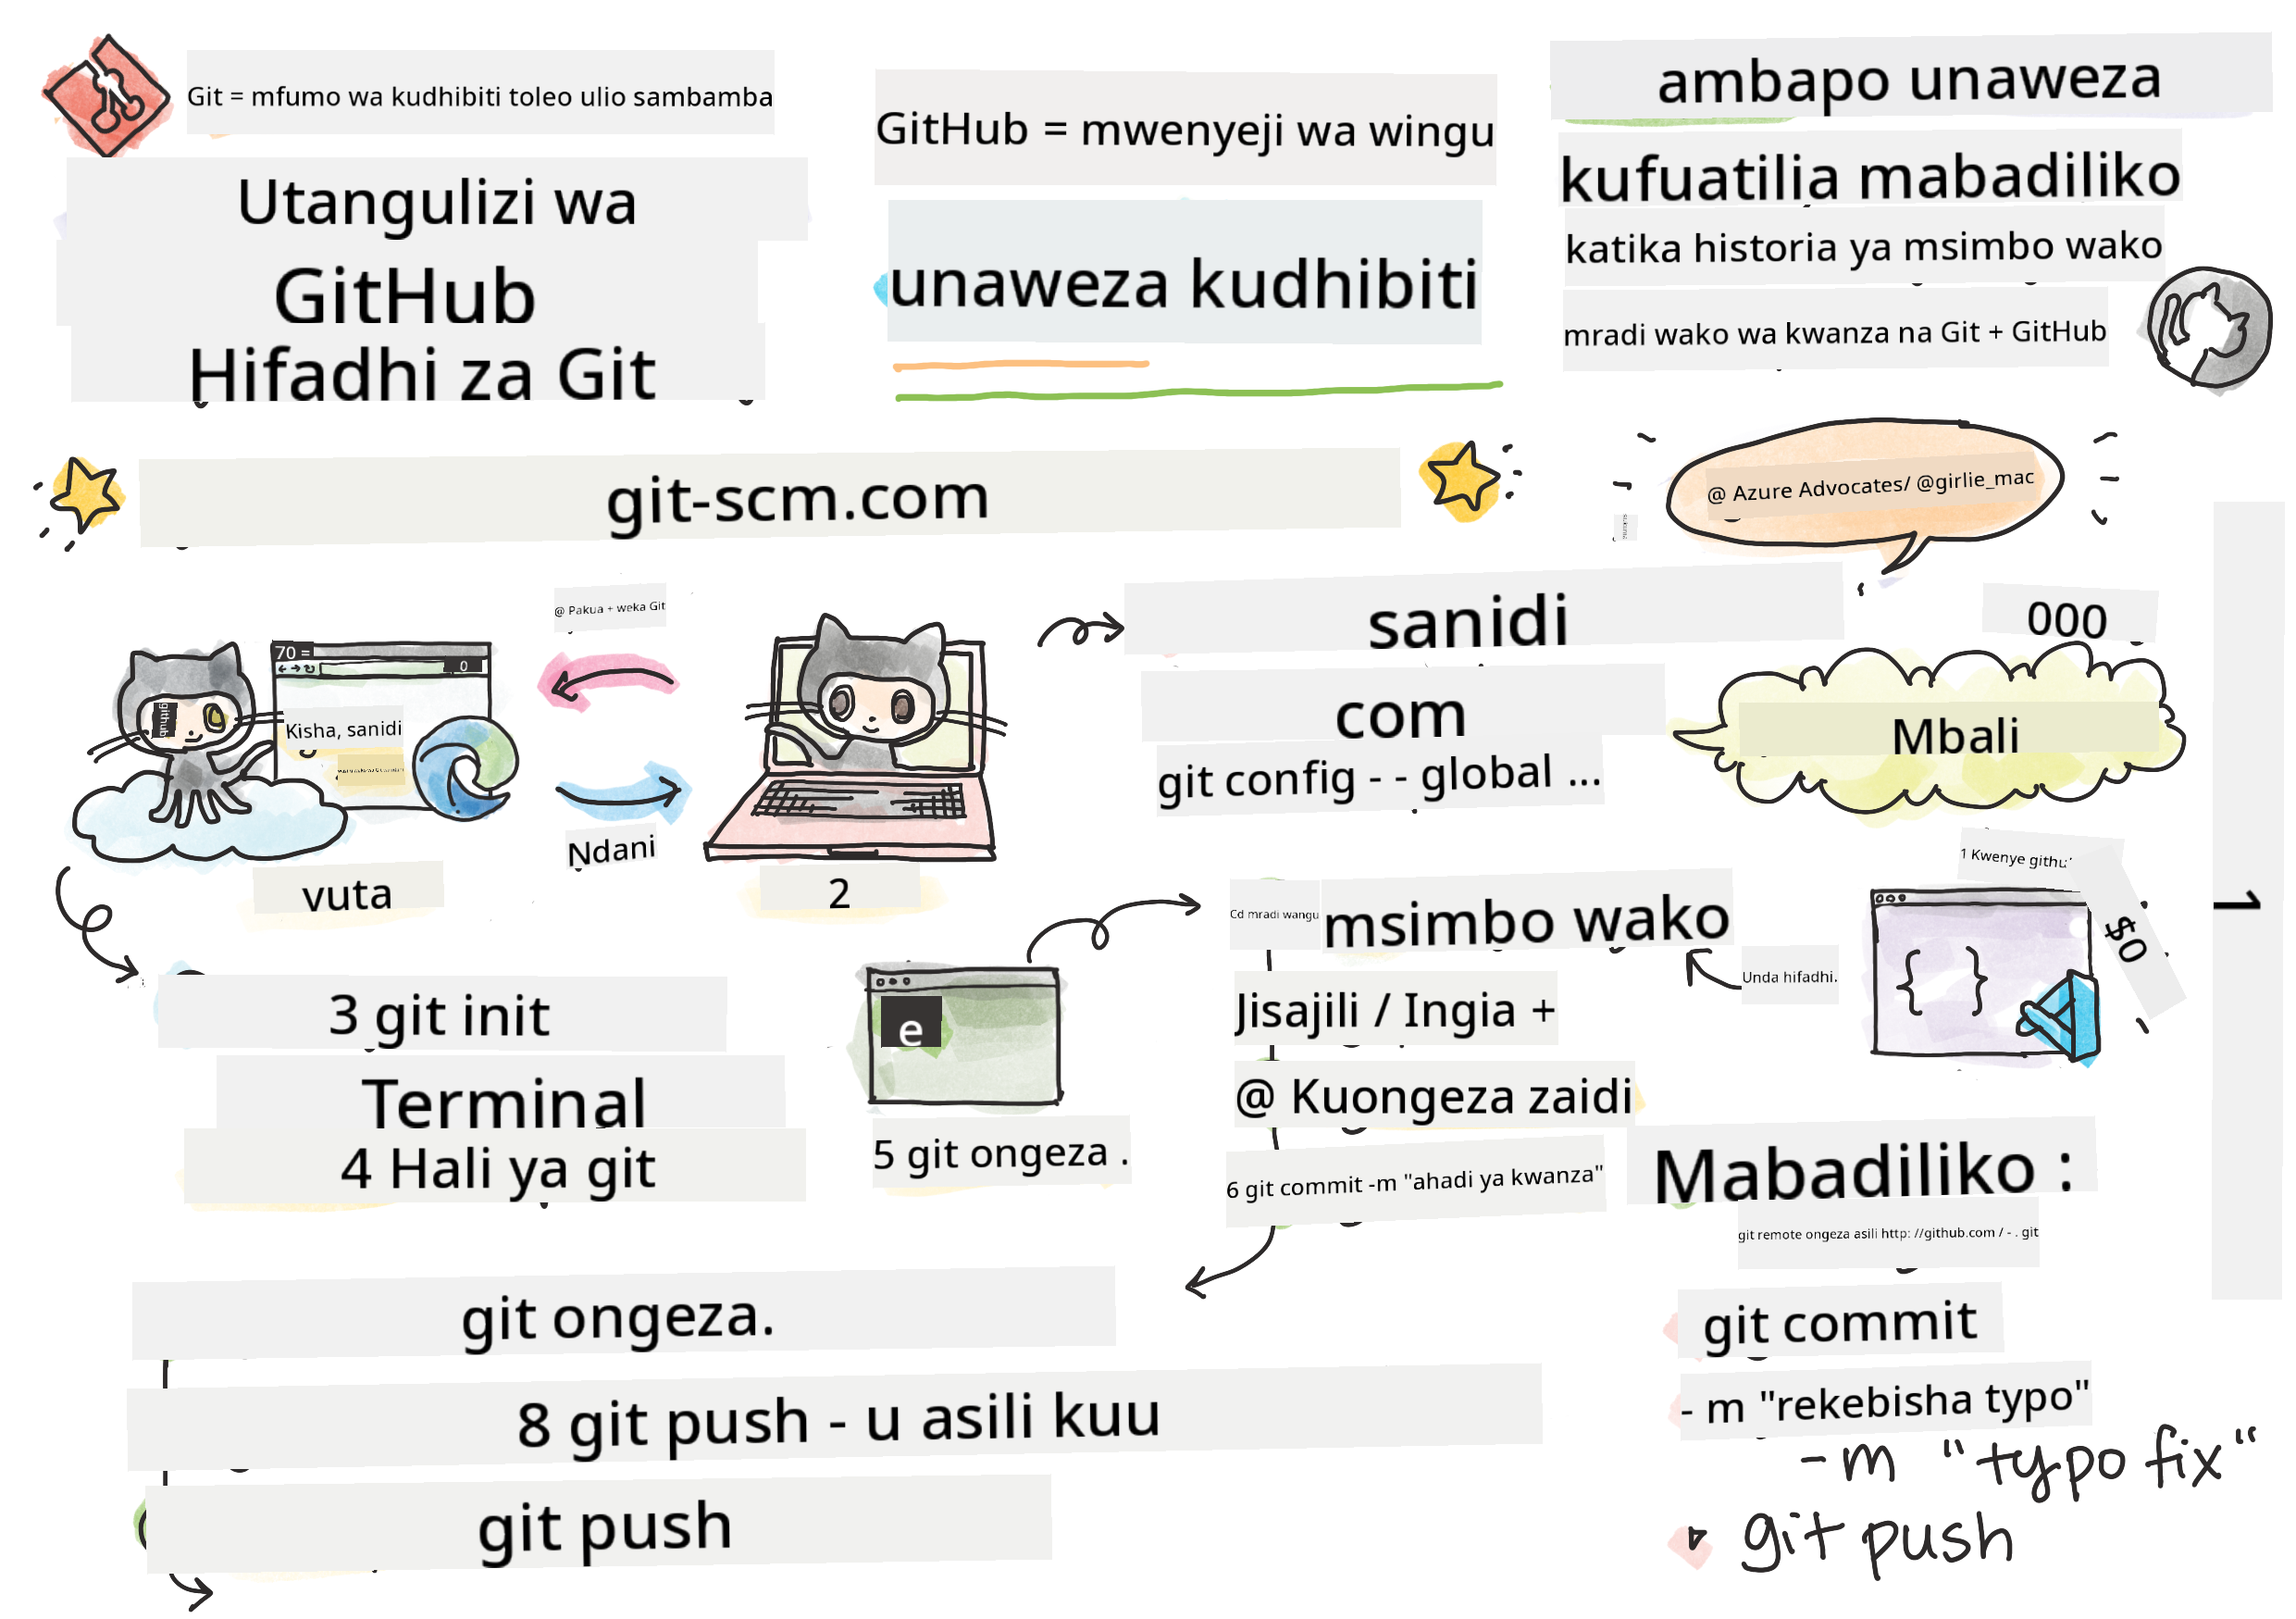 Git = mfumo wa kudhibiti toleo ulio sambamba
Utangulizi wa
GitHub
Hifadhi za Git
GitHub = mwenyeji wa wingu
unaweza kudhibiti
ambapo unaweza
kufuatilia mabadiliko
katika historia ya msimbo wako
mradi wako wa kwanza na Git + GitHub
git-scm.com
@ Azure Advocates/ @girlie_mac
@ Pakua + weka Git
70 =
0
github
Kisha, sanidi
Ndani
vuta
2
sanidi
com
git config - - global ...
000
Mbali
1 Kwenye githu
$0
1
Cd mradi wangu
msimbo wako
Unda hifadhi.
{ }
3 git init
Terminal
4 Hali ya git
e
5 git ongeza .
Jisajili / Ingia +
@ Kuongeza zaidi
6 git commit -m "ahadi ya kwanza"
Mabadiliko :
git remote ongeza asili http: //github.com / - . git
git ongeza.
8 git push - u asili kuu
git push
git commit
- m "rekebisha typo"
-m "typo fix"
git push